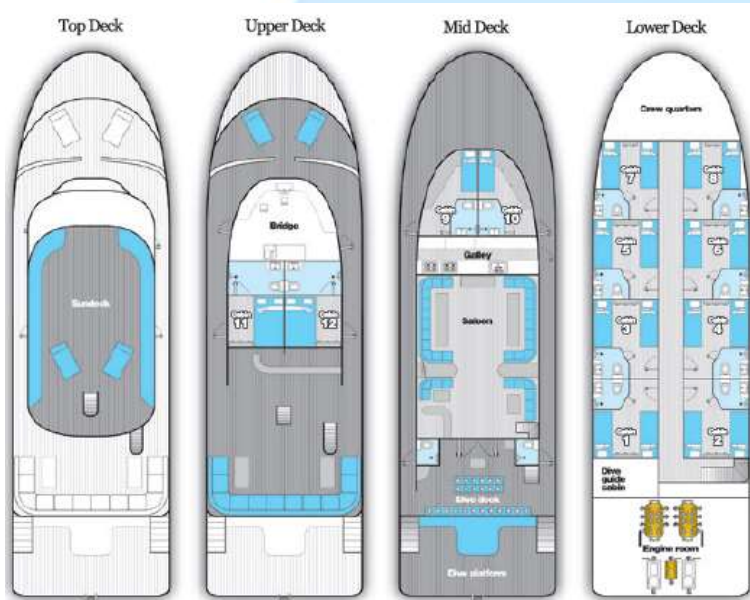 Top Deck
Upper Deck
Mid Deck
Lower Deck
Sundeck
Bridge
Cabin
11
Cabin
12
Cabin
9
Cabin
10
Galley
Saloon
Dive deck
Dive platform
Crew quarters
Cabin
7
Cabin
8
Cabin
5
Cabin
6
Cabin
3
Cabin
4
Cabin
1
Cabin
2
Dive
guide
cabin
Engine room